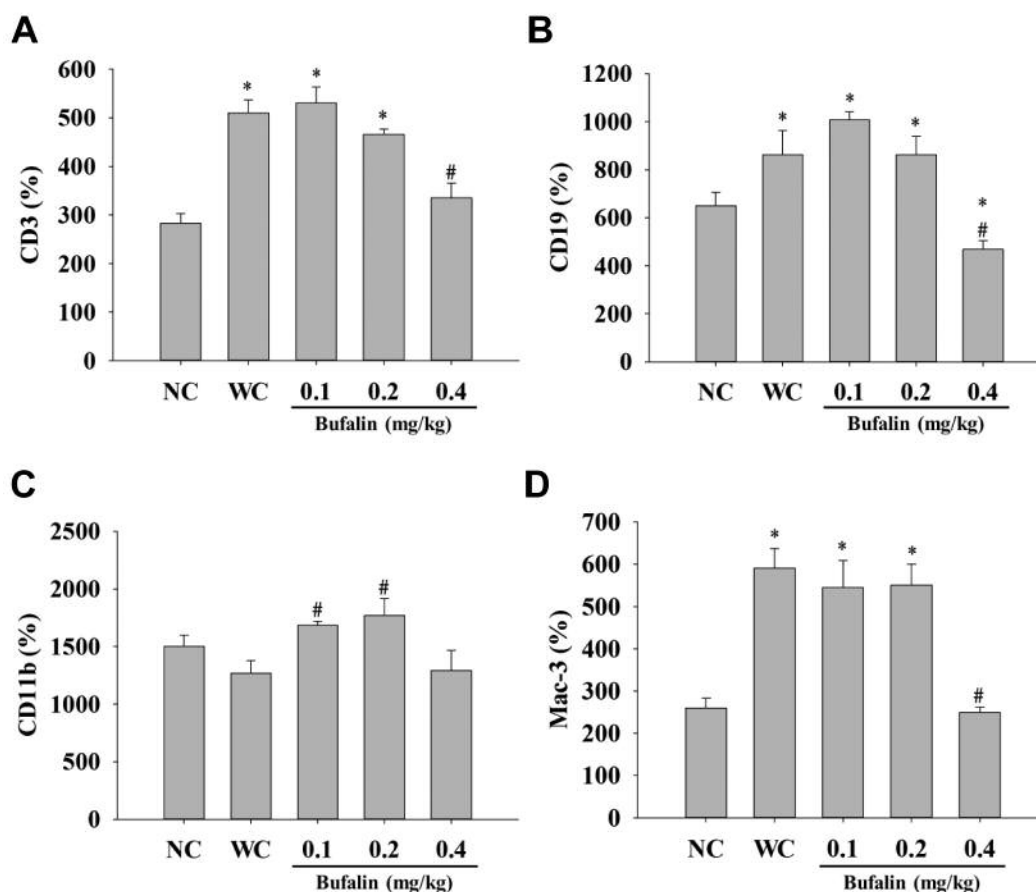 A
CD3 (%)
600
500
400
300
200
100
0
*
*
*
#
NC WC 0.1 0.2 0.4
Bufalin (mg/kg)
B
CD19 (%)
1200
1000
800
600
400
200
0
*
*
*
*
#
NC WC 0.1 0.2 0.4
Bufalin (mg/kg)
C
CD11b (%)
2500
2000
1500
1000
500
0
#
#
NC WC 0.1 0.2 0.4
Bufalin (mg/kg)
D
Mac-3 (%)
700
600
500
400
300
200
100
0
*
*
*
#
NC WC 0.1 0.2 0.4
Bufalin (mg/kg)